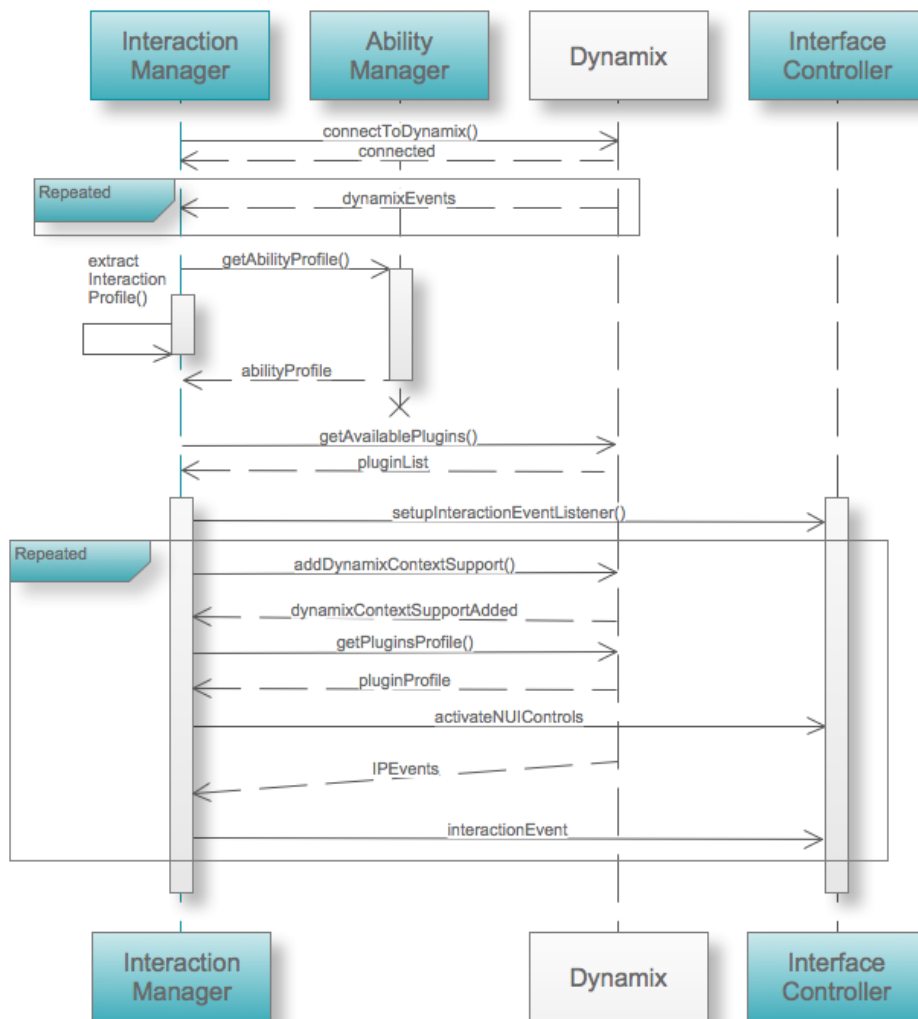 Interaction
Manager
Ability
Manager
Dynamix
Interface
Controller
connectToDynamix()
connected
Repeated
dynamixEvents
extract
Interaction
Profile()
getAbilityProfile()
abilityProfile
getAvailablePlugins()
pluginList
setupInteractionEventListener()
Repeated
addDynamixContextSupport()
dynamixContextSupportAdded
getPluginsProfile()
pluginProfile
activateNUIControls
IPEvents
interactionEvent
Interaction
Manager
Dynamix
Interface
Controller